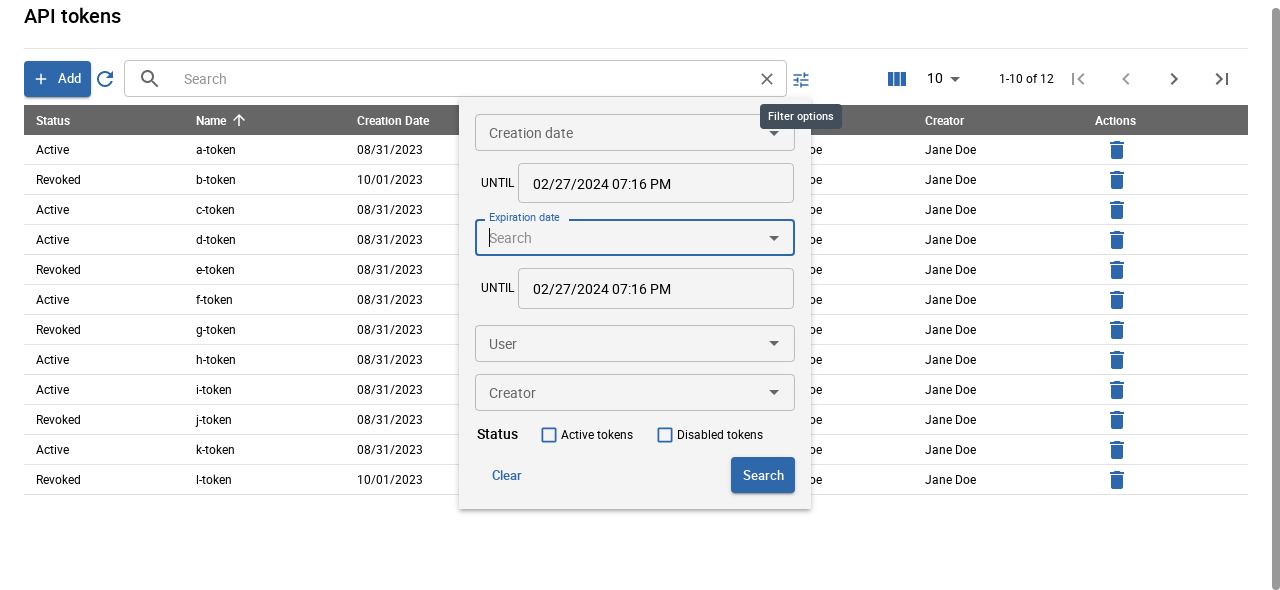 API tokens
Add
Search
10
1-10 of 12
Filter options
Status Name Creation Date Creator Actions
Active a-token 08/31/2023 oe Jane Doe
Revoked b-token 10/01/2023 oe Jane Doe
Active c-token 08/31/2023 oe Jane Doe
Active d-token 08/31/2023 oe Jane Doe
Revoked e-token 08/31/2023 oe Jane Doe
Active f-token 08/31/2023 oe Jane Doe
Revoked g-token 08/31/2023 oe Jane Doe
Active h-token 08/31/2023 oe Jane Doe
Active i-token 08/31/2023 oe Jane Doe
Revoked j-token 08/31/2023 oe Jane Doe
Active k-token 08/31/2023 oe Jane Doe
Revoked l-token 10/01/2023 oe Jane Doe
Creation date
UNTIL 02/27/2024 07:16 PM
Expiration date
Search
UNTIL 02/27/2024 07:16 PM
User
Creator
Status Active tokens Disabled tokens
Clear Search